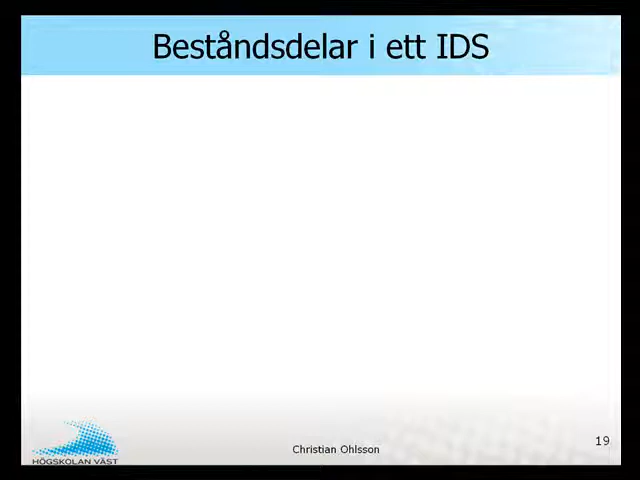 Beståndsdelar i ett IDS
HÖGSKOLAN VÄST
Christian Ohlsson
19